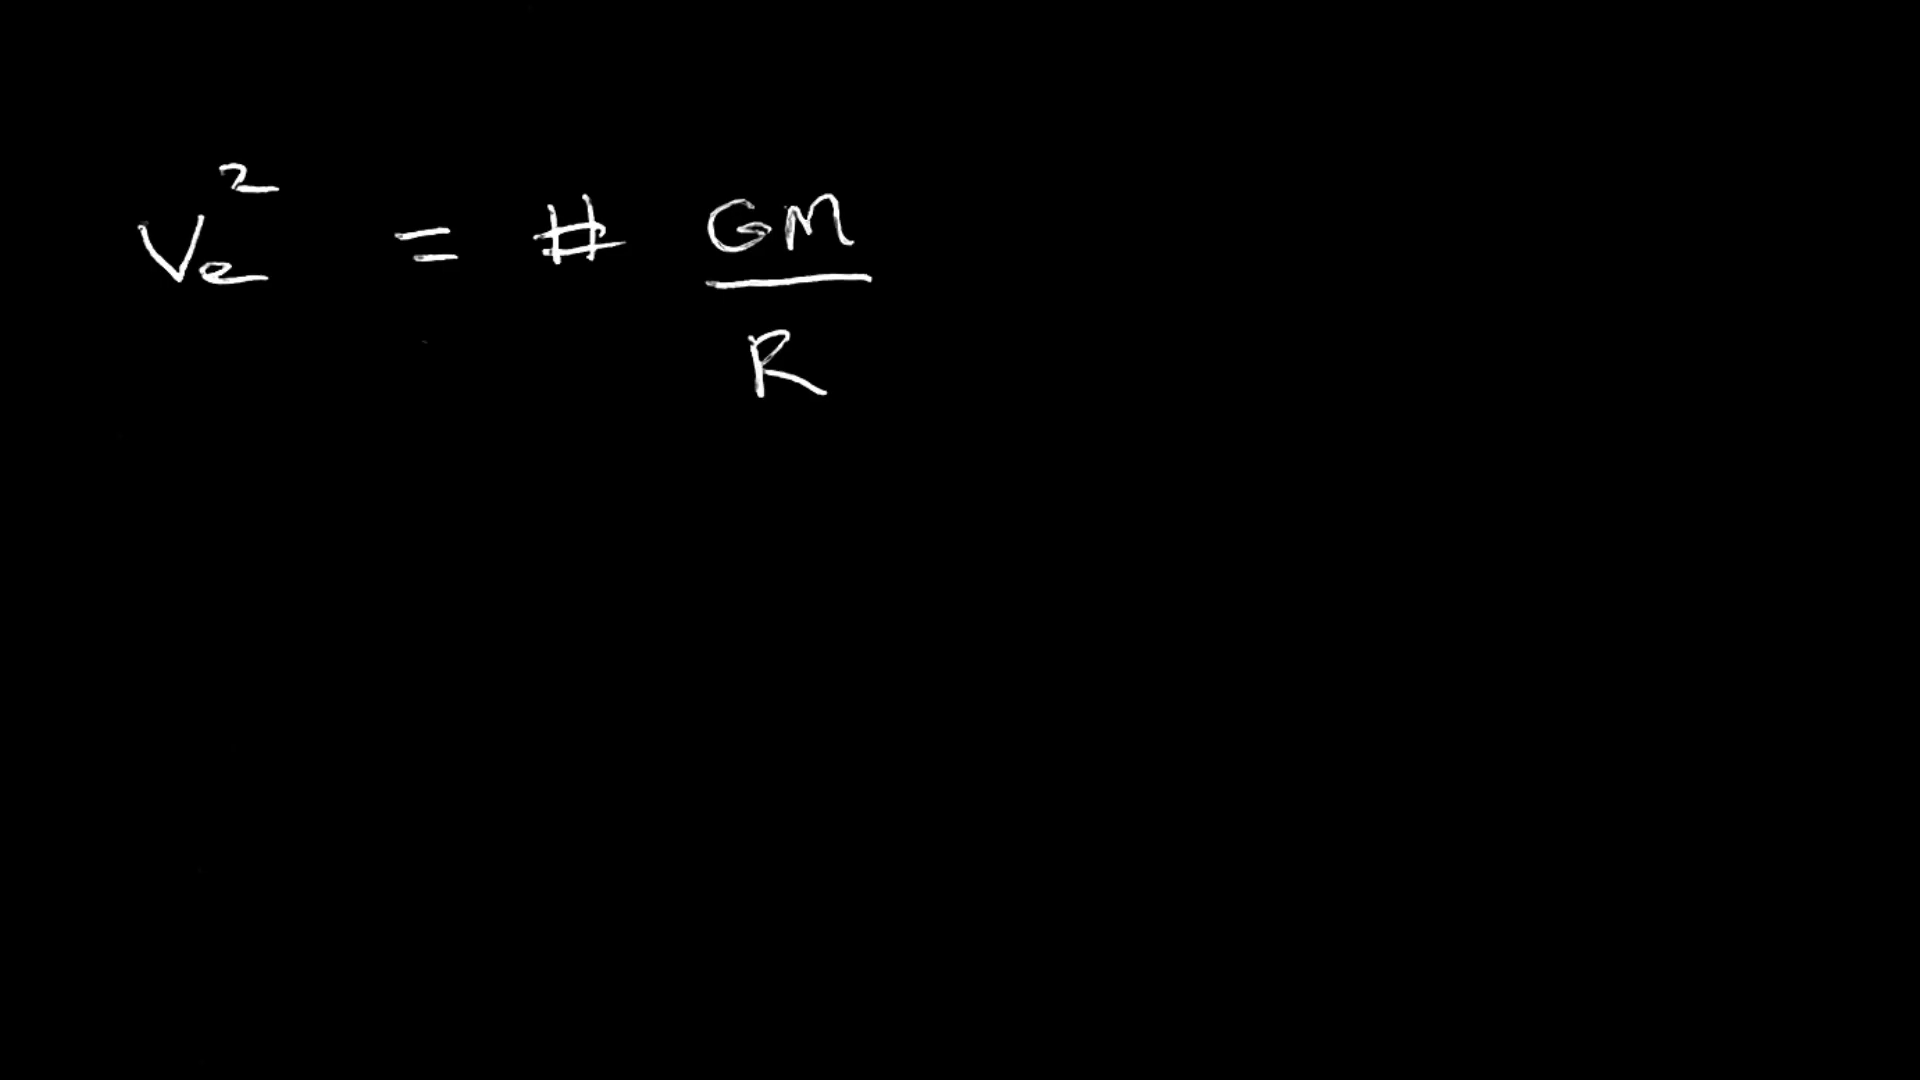 Ve² = # GM/R